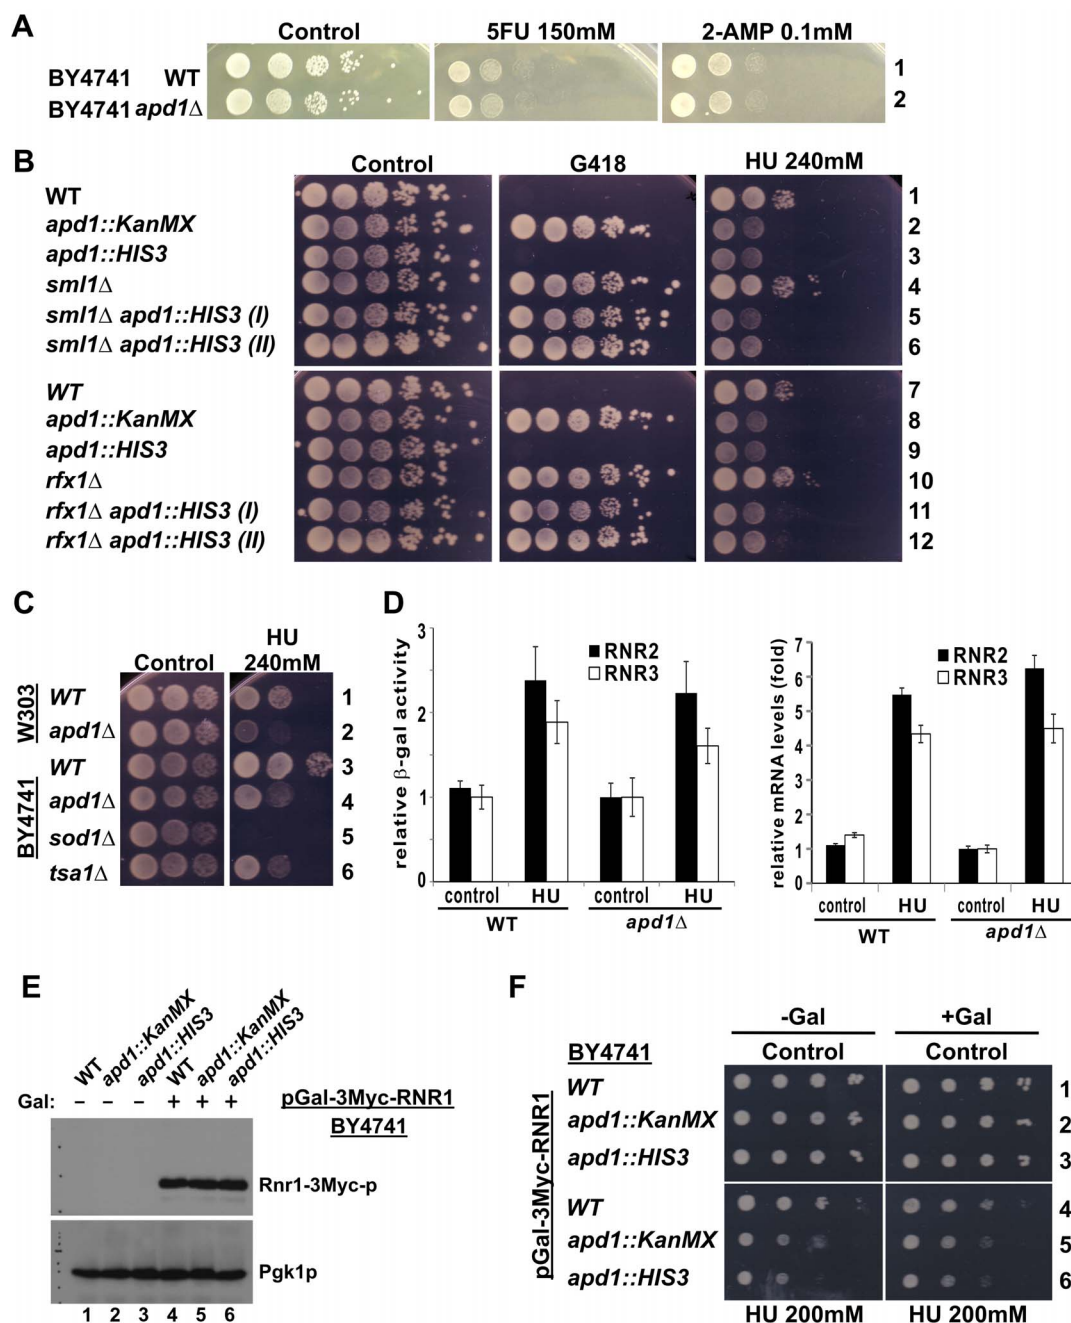 A
Control 5FU 150mM 2-AMP 0.1mM
BY4741 WT 1
BY4741 apd1Δ 2
B
Control G418 HU 240mM
WT 1
apd1::KanMX 2
apd1::HIS3 3
sml1Δ 4
sml1Δ apd1::HIS3 (I) 5
sml1Δ apd1::HIS3 (II) 6
WT 7
apd1::KanMX 8
apd1::HIS3 9
rfx1Δ 10
rfx1Δ apd1::HIS3 (I) 11
rfx1Δ apd1::HIS3 (II) 12
C
Control HU 240mM
W303
WT 1
apd1Δ 2
BY4741
WT 3
apd1Δ 4
sod1Δ 5
tsa1Δ 6
D
relative β-gal activity
3
2
1
0
RNR2
RNR3
control HU control HU
WT apd1Δ
relative mRNA levels (fold)
7
6
5
4
3
2
1
0
RNR2
RNR3
control HU control HU
WT apd1Δ
E
WT apd1::KanMX apd1::HIS3 WT apd1::KanMX apd1::HIS3
Gal: – – – + + +
pGal-3Myc-RNR1
BY4741
Rnr1-3Myc-p
Pgk1p
1 2 3 4 5 6
F
-Gal +Gal
BY4741 Control Control
pGal-3Myc-RNR1
WT 1
apd1::KanMX 2
apd1::HIS3 3
WT 4
apd1::KanMX 5
apd1::HIS3 6
HU 200mM HU 200mM